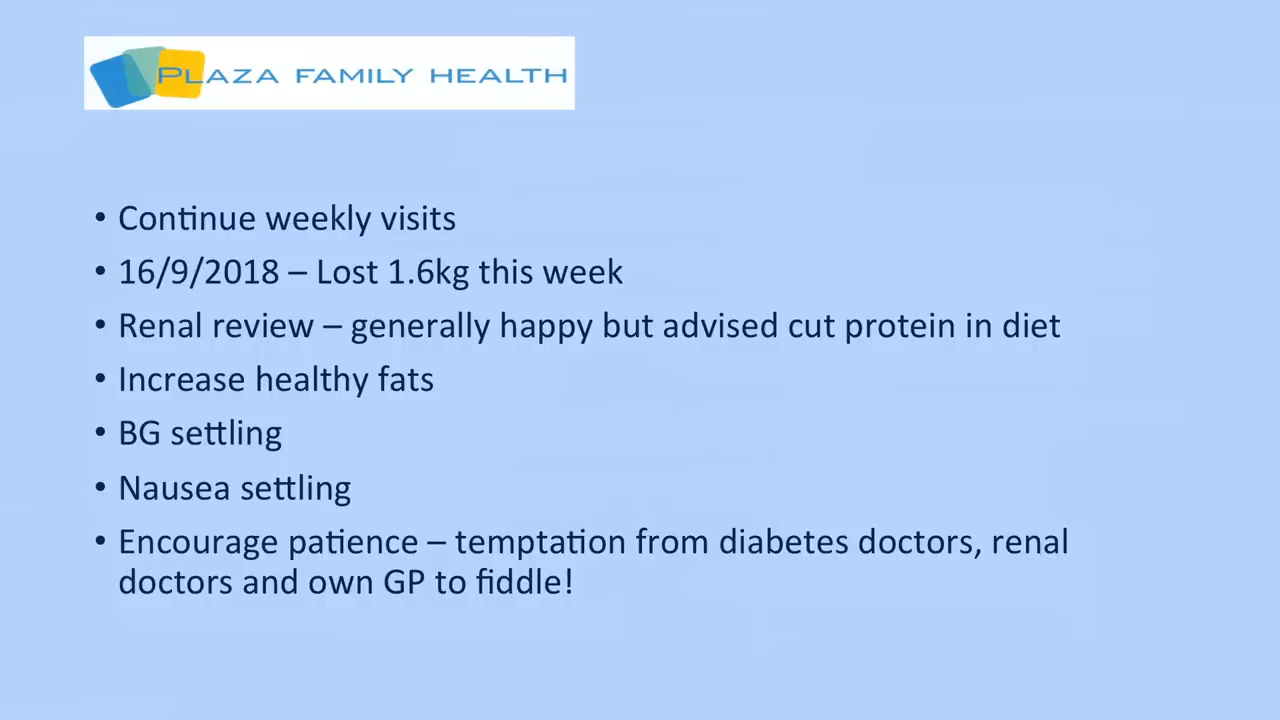 PLAZA FAMILY HEALTH
• Continue weekly visits
• 16/9/2018 – Lost 1.6kg this week
• Renal review – generally happy but advised cut protein in diet
• Increase healthy fats
• BG settling
• Nausea settling
• Encourage patience – temptation from diabetes doctors, renal
doctors and own GP to fiddle!